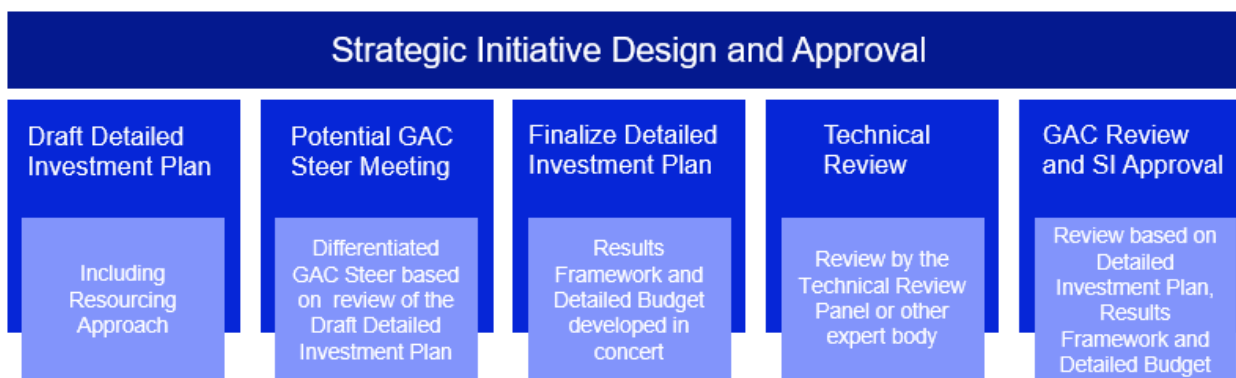 Strategic Initiative Design and Approval
Draft Detailed
Investment Plan
Including
Resourcing
Approach
Potential GAC
Steer Meeting
Differentiated
GAC Steer based
on review of the
Draft Detailed
Investment Plan
Finalize Detailed
Investment Plan
Results
Framework and
Detailed Budget
developed in
concert
Technical
Review
Review by the
Technical Review
Panel or other
expert body
GAC Review
and SI Approval
Review based on
Detailed
Investment Plan,
Results
Framework and
Detailed Budget